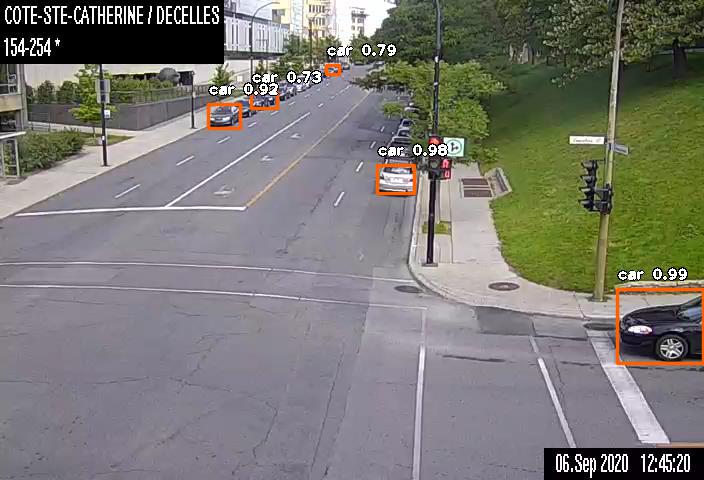 COTE-STE-CATHERINE / DECELLES
154-254 *
car 0.79
car 0.73
car 0.92
car 0.98
car 0.99
06.Sep 2020 12:45:20